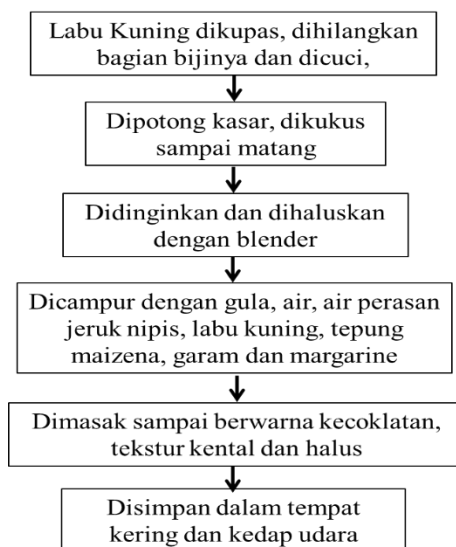 Labu Kuning dikupas, dihilangkan
bagian bijinya dan dicuci,
Dipotong kasar, dikukus
sampai matang
Didinginkan dan dihaluskan
dengan blender
Dicampur dengan gula, air, air perasan
jeruk nipis, labu kuning, tepung
maizena, garam dan margarine
Dimasak sampai berwarna kecoklatan,
tekstur kental dan halus
Disimpan dalam tempat
kering dan kedap udara